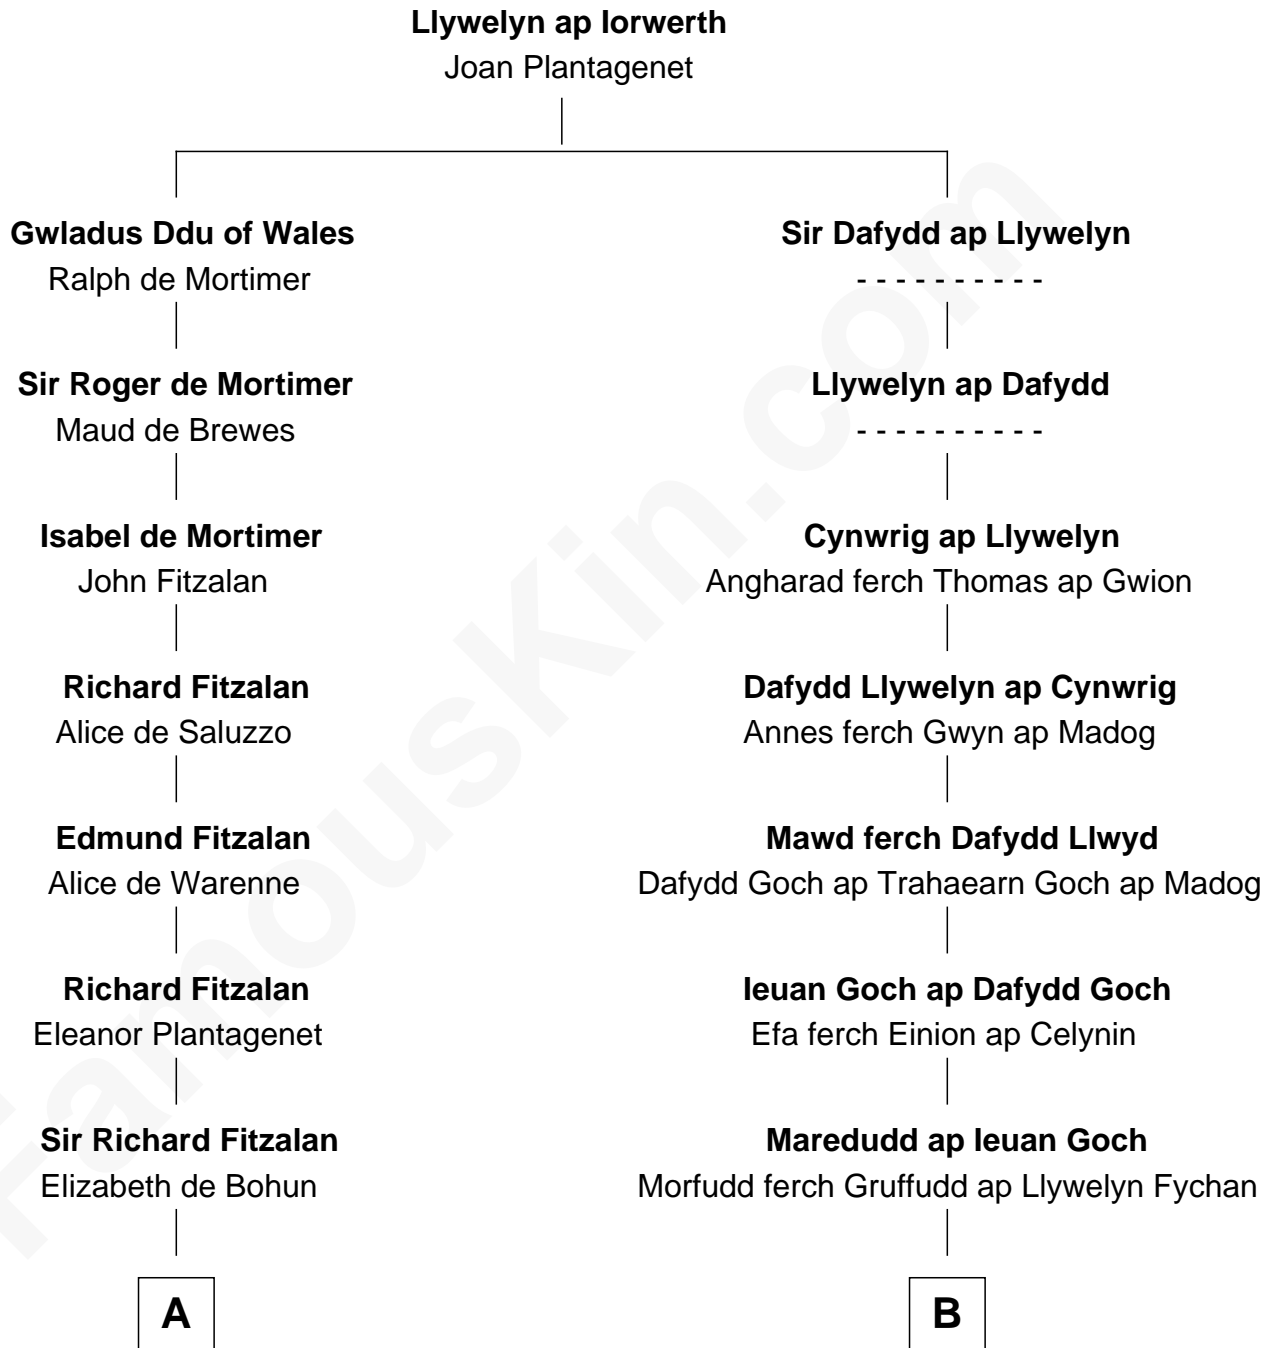 Llywelyn ap Iorwerth
Joan Plantagenet
Gwladus Ddu of Wales
Ralph de Mortimer
Sir Dafydd ap Llywelyn
- - - - - - - - - -
Sir Roger de Mortimer
Maud de Brewes
Llywelyn ap Dafydd
- - - - - - - - - -
Isabel de Mortimer
John Fitzalan
Cynwrig ap Llywelyn
Angharad ferch Thomas ap Gwion
Richard Fitzalan
Alice de Saluzzo
Dafydd Llywelyn ap Cynwrig
Annes ferch Gwyn ap Madog
Edmund Fitzalan
Alice de Warenne
Mawd ferch Dafydd Llwyd
Dafydd Goch ap Trahaearn Goch ap Madog
Richard Fitzalan
Eleanor Plantagenet
Ieuan Goch ap Dafydd Goch
Efa ferch Einion ap Celynin
Sir Richard Fitzalan
Elizabeth de Bohun
Maredudd ap Ieuan Goch
Morfudd ferch Gruffudd ap Llywelyn Fychan
A
B
FamousKin.com